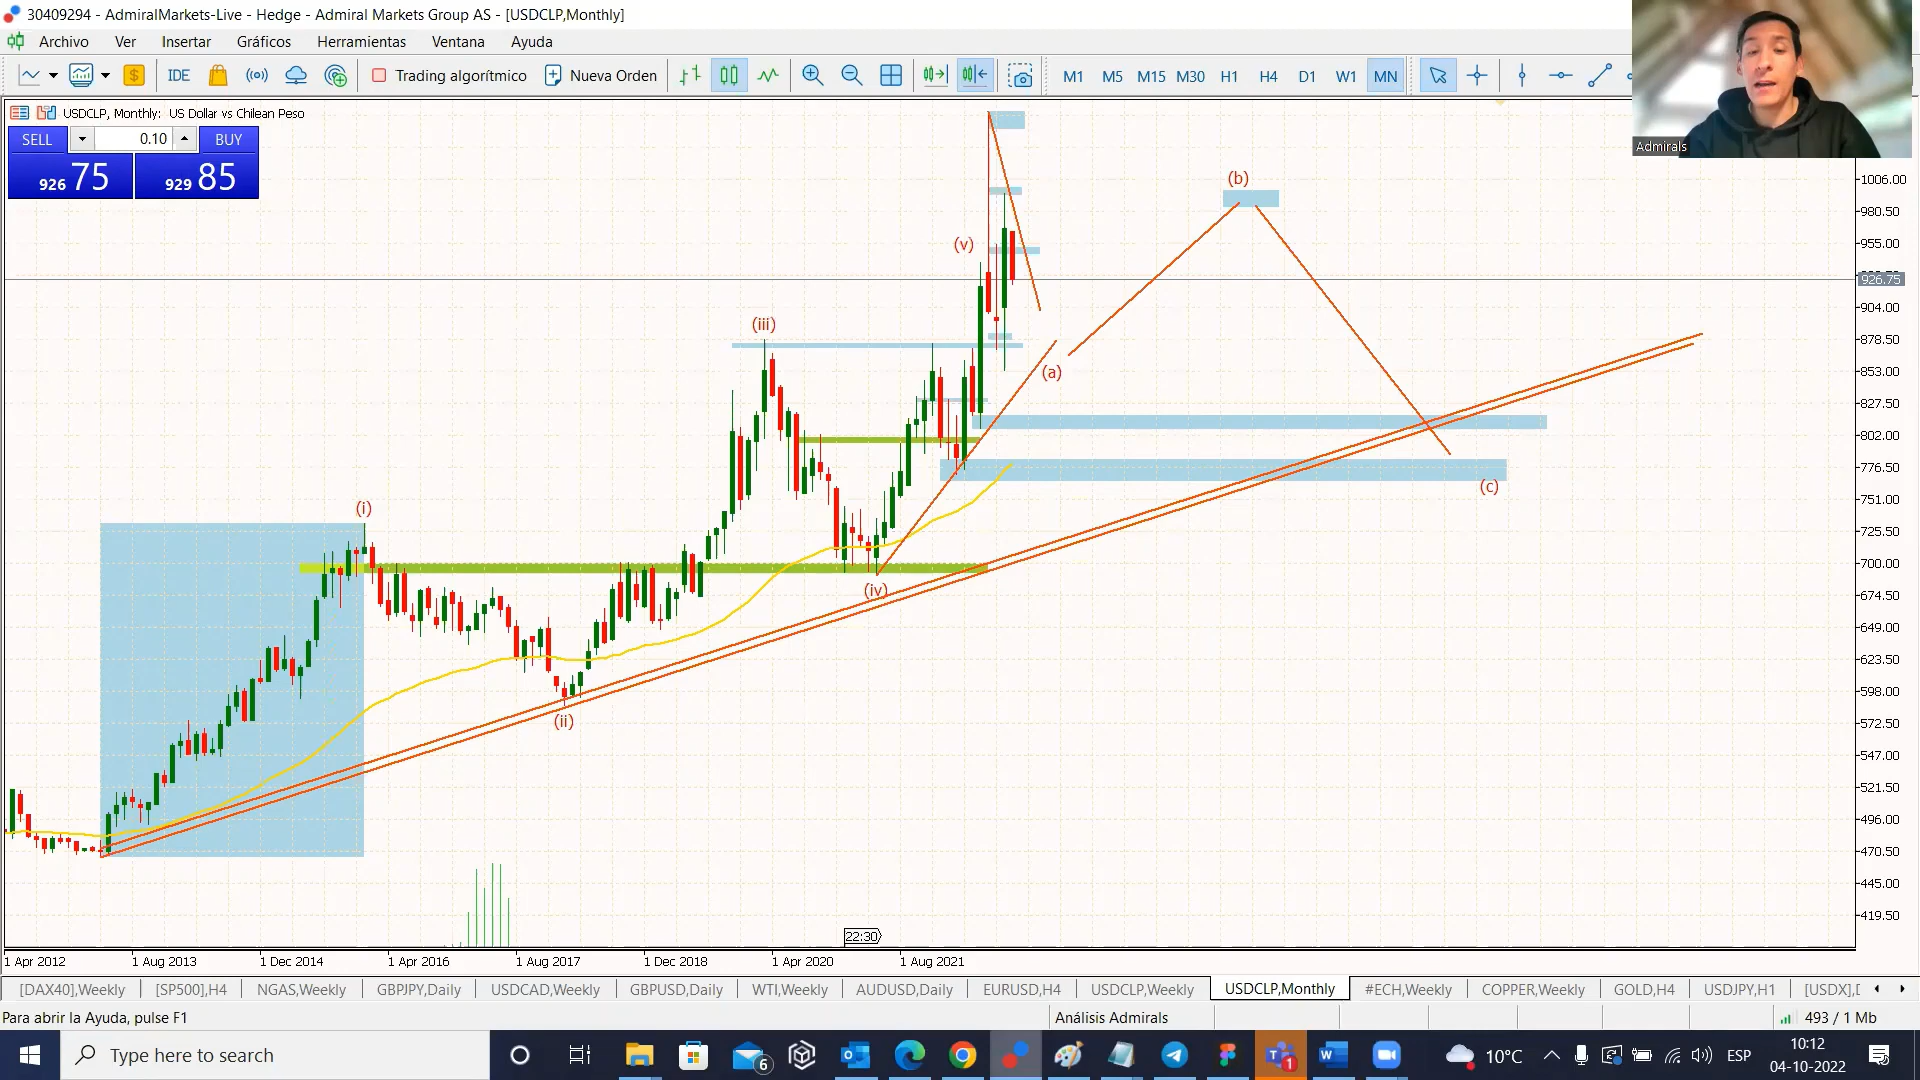 30409294 - AdmiralMarkets-Live - Hedge - Admiral Markets Group AS - [USDCLP,Monthly]
Archivo Ver Insertar Gráficos Herramientas Ventana Ayuda
IDE Trading algorítmico Nueva Orden M1 M5 M15 M30 H1 H4 D1 W1 MN
USDCLP, Monthly: US Dollar vs Chilean Peso
SELL 0.10 BUY
926 75 929 85
Admirals
(b)
(v)
(iii)
(a)
(i)
(c)
(iv)
(ii)
1006.00
980.50
955.00
926.75
904.00
878.50
853.00
827.50
802.00
776.50
751.00
725.50
700.00
674.50
649.00
623.50
598.00
572.50
547.00
521.50
496.00
470.50
445.00
419.50
22:30
1 Apr 2012 1 Aug 2013 1 Dec 2014 1 Apr 2016 1 Aug 2017 1 Dec 2018 1 Apr 2020 1 Aug 2021
[DAX40],Weekly [SP500],H4 NGAS,Weekly GBPJPY,Daily USDCAD,Weekly GBPUSD,Daily WTI,Weekly AUDUSD,Daily EURUSD,H4 USDCLP,Weekly USDCLP,Monthly #ECH,Weekly COPPER,Weekly GOLD,H4 USDJPY,H1 [USDX],D
Para abrir la Ayuda, pulse F1 Análisis Admirals 493 / 1 Mb
Type here to search 6 1 10°C ESP 10:12
04-10-2022